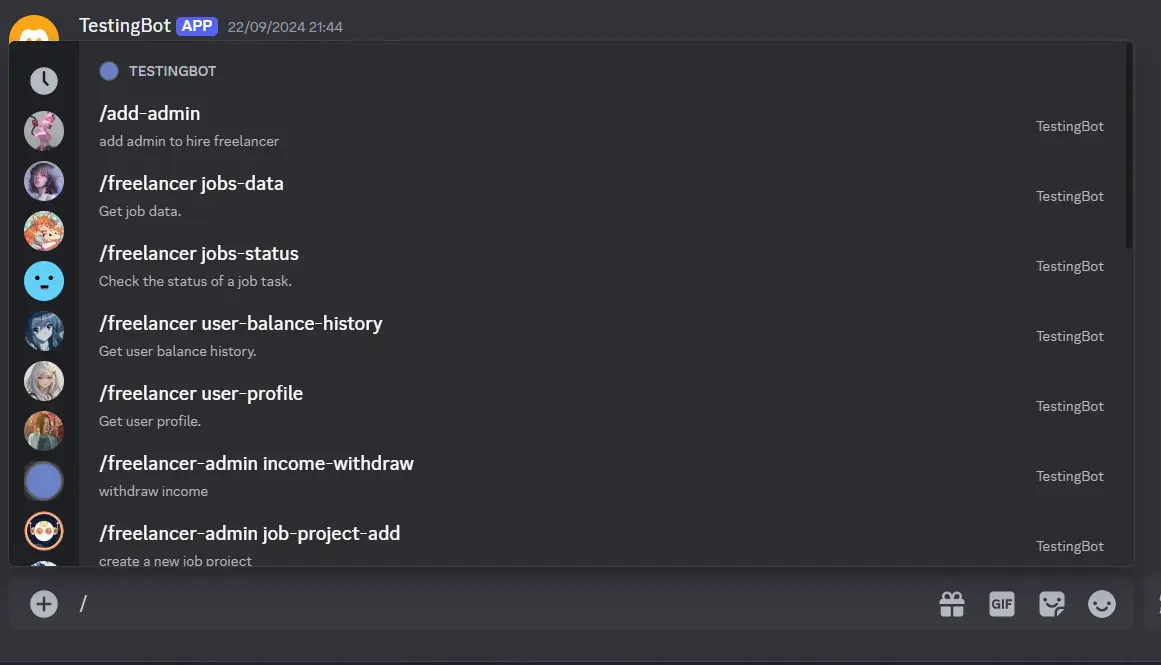 TestingBot APP 22/09/2024 21:44
TESTINGBOT
/add-admin
add admin to hire freelancer
TestingBot
/freelancer jobs-data
Get job data.
TestingBot
/freelancer jobs-status
Check the status of a job task.
TestingBot
/freelancer user-balance-history
Get user balance history.
TestingBot
/freelancer user-profile
Get user profile.
TestingBot
/freelancer-admin income-withdraw
withdraw income
TestingBot
/freelancer-admin job-project-add
create a new job project
TestingBot
/
GIF